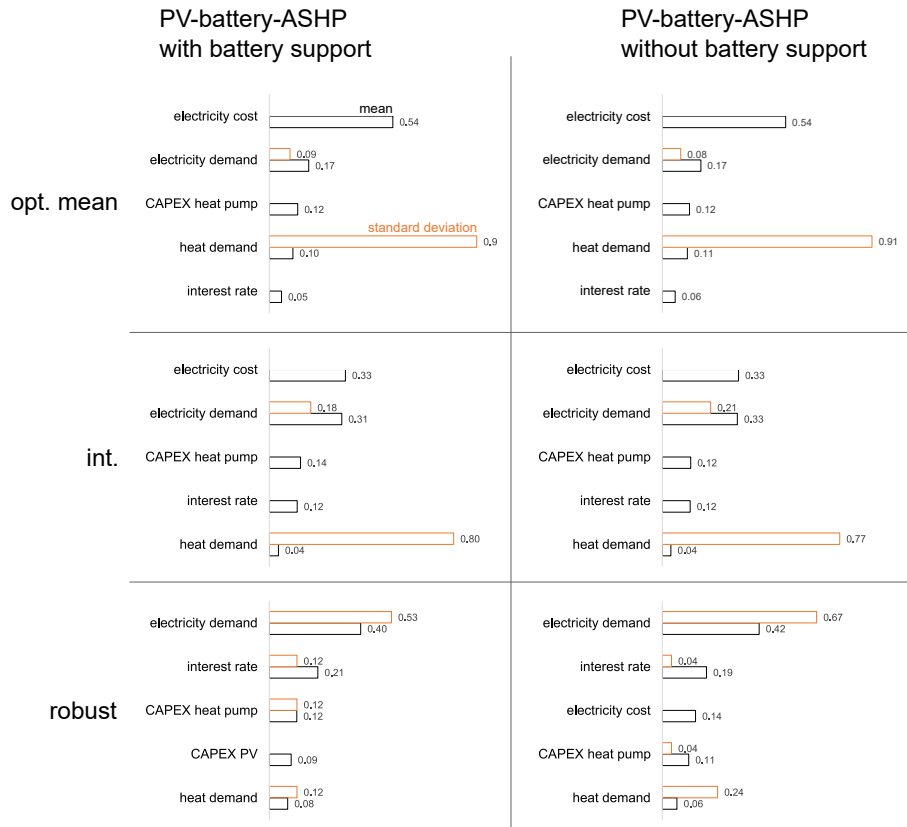 PV-battery-ASHP
with battery support
PV-battery-ASHP
without battery support
opt. mean
electricity cost
mean
0.54
electricity demand
0.09
0.17
CAPEX heat pump
0.12
heat demand
standard deviation
0.9
0.10
interest rate
0.05
electricity cost
0.54
electricity demand
0.08
0.17
CAPEX heat pump
0.12
heat demand
0.91
0.11
interest rate
0.06
int.
electricity cost
0.33
electricity demand
0.18
0.31
CAPEX heat pump
0.14
interest rate
0.12
heat demand
0.80
0.04
electricity cost
0.33
electricity demand
0.21
0.33
CAPEX heat pump
0.12
interest rate
0.12
heat demand
0.77
0.04
robust
electricity demand
0.53
0.40
interest rate
0.12
0.21
CAPEX heat pump
0.12
0.12
CAPEX PV
0.09
heat demand
0.12
0.08
electricity demand
0.67
0.42
interest rate
0.04
0.19
electricity cost
0.14
CAPEX heat pump
0.04
0.11
heat demand
0.24
0.06